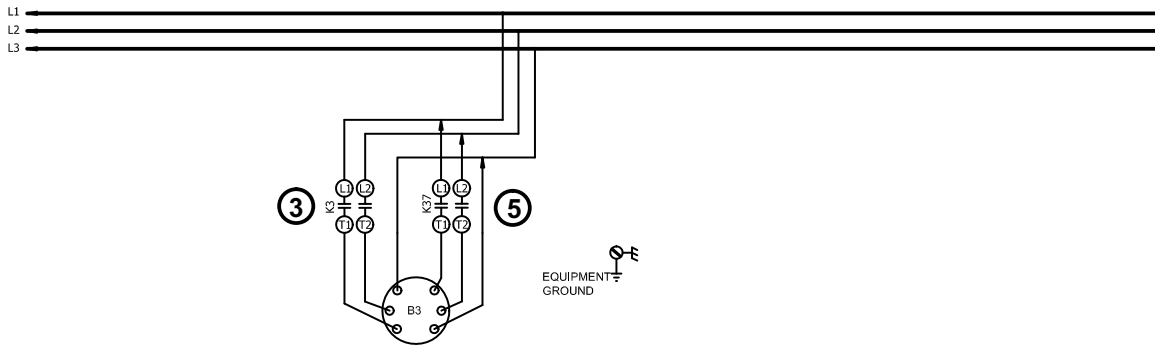 L1
L2
L3
3
K3
L1 L2
T1 T2
K37
L1 L2
T1 T2
5
B3
EQUIPMENT
GROUND